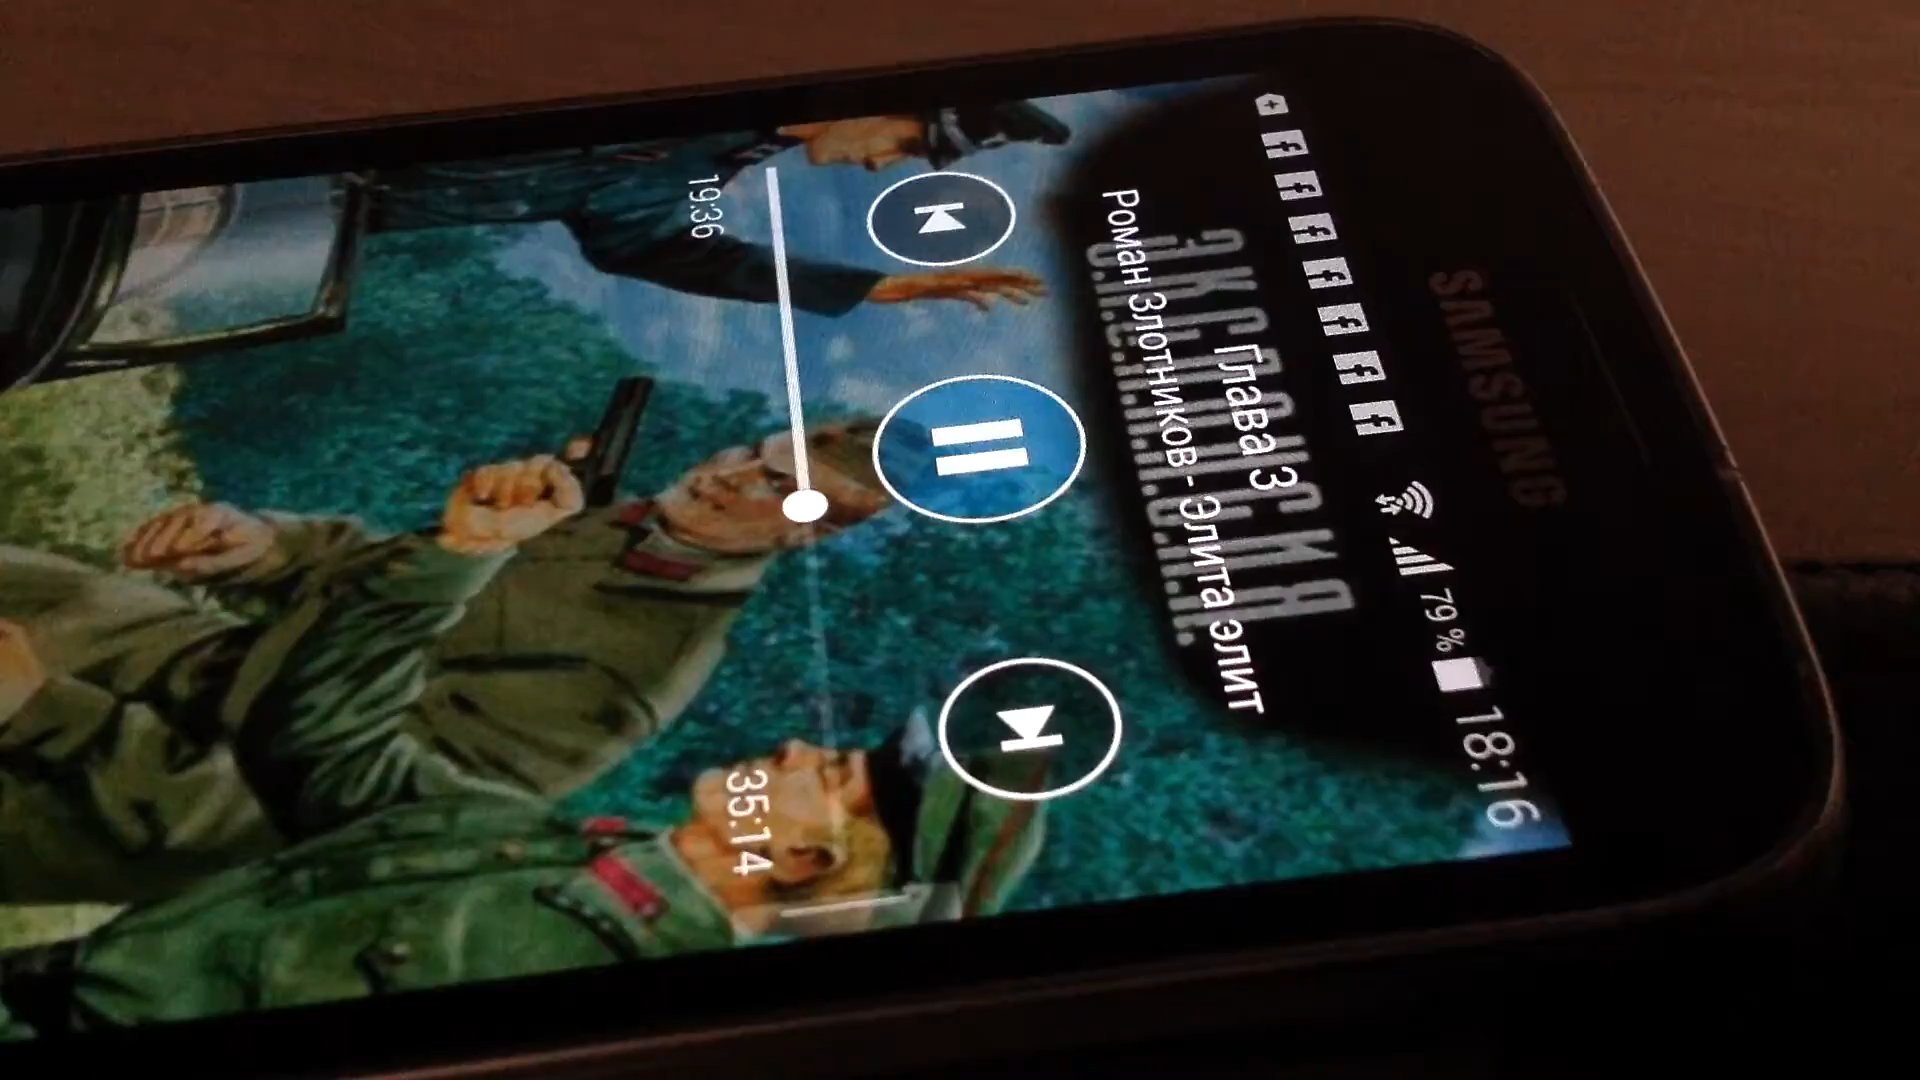 SAMSUNG
79% 18:16
Глава 3
Роман Злотников - Элита элит
19:36
35:14